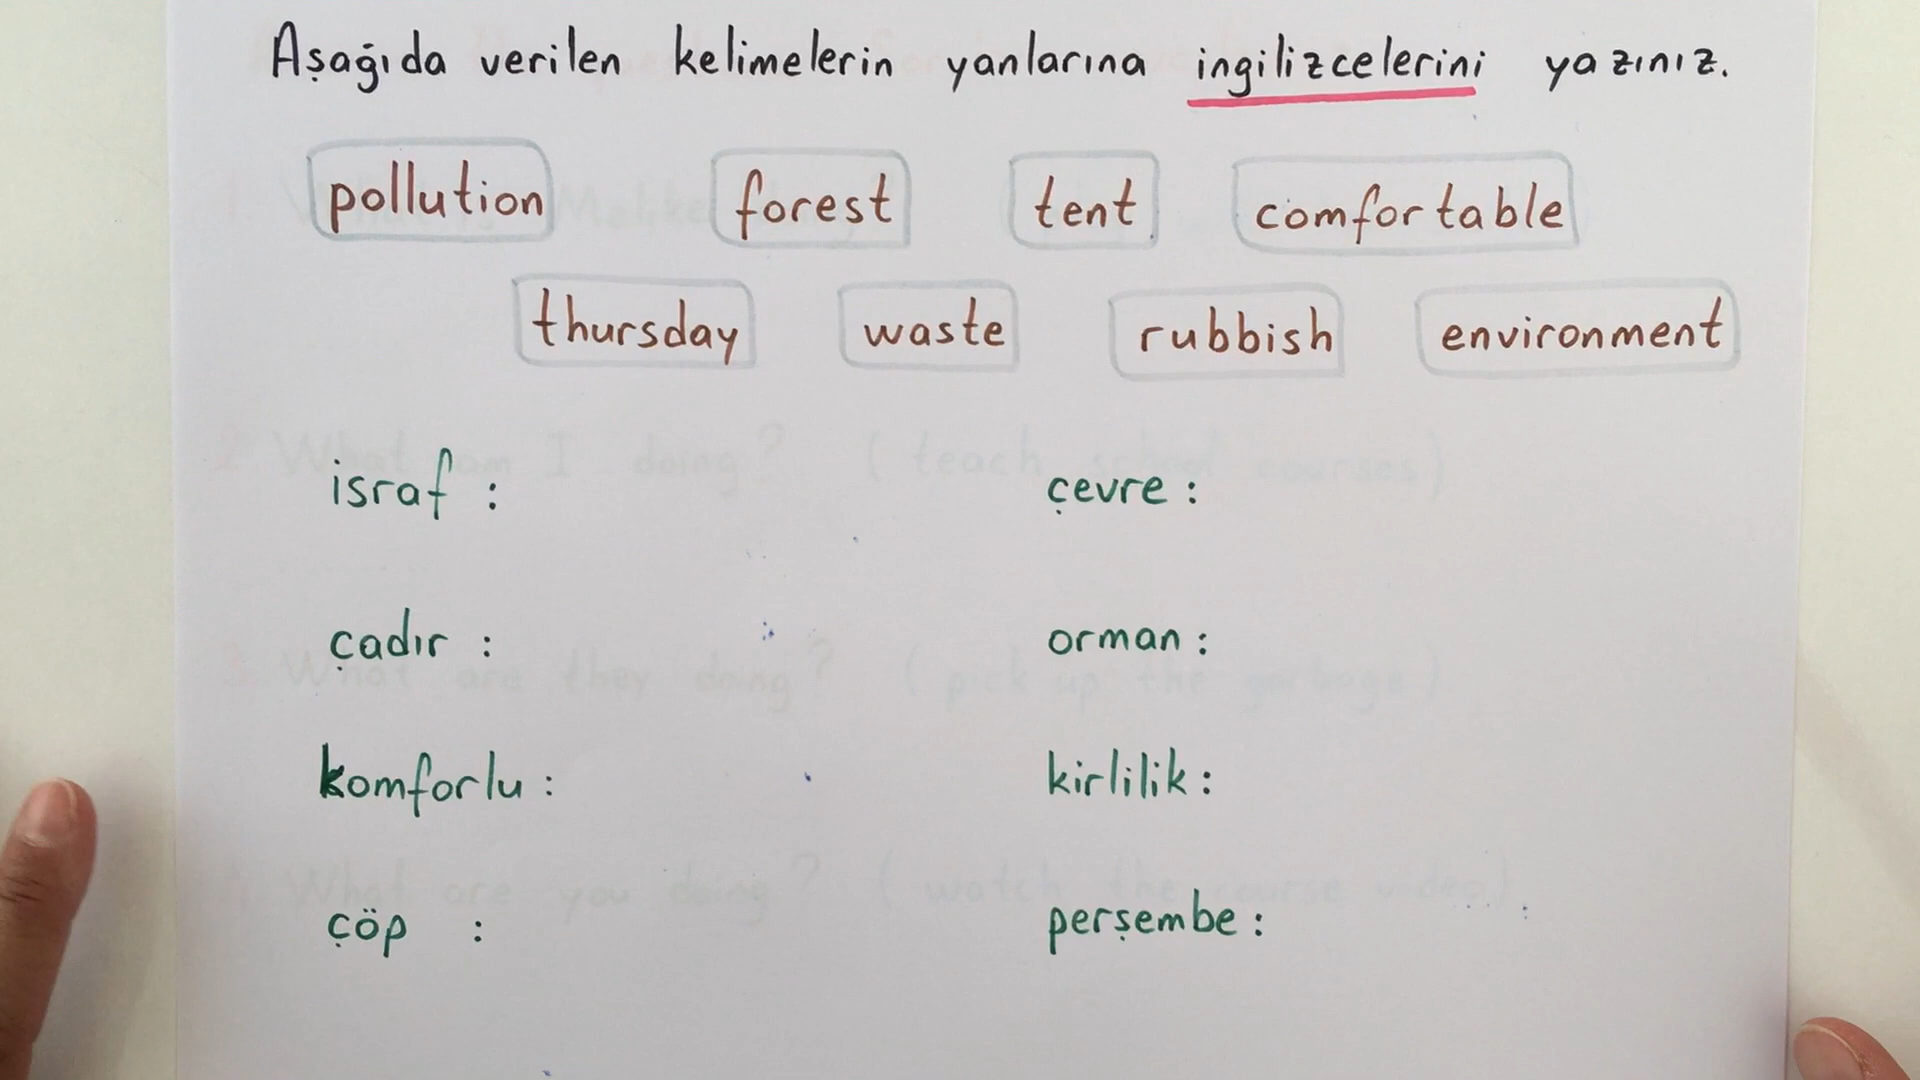 Aşağıda verilen kelimelerin yanlarına ingilizcelerini yazınız.
pollution forest tent comfortable
thursday waste rubbish environment
israf : çevre :
çadır : orman :
komforlu : kirlilik :
çöp : perşembe :